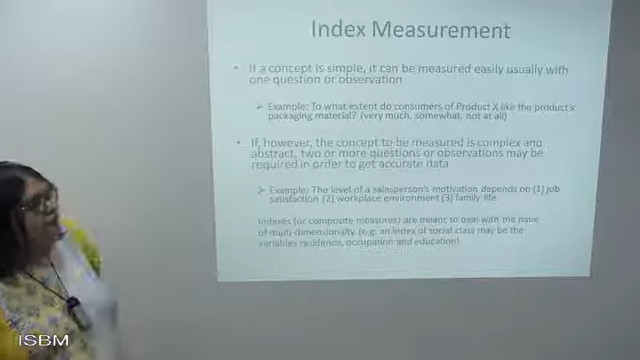 Index Measurement
• If a concept is simple, it can be measured easily usually with
one question or observation
➢ Example: To what extent do consumers of Product X like the product's
packaging material? (very much, somewhat, not at all)
• If, however, the concept to be measured is complex and
abstract, two or more questions or observations may be
required in order to get accurate data
➢ Example: The level of a salesperson's motivation depends on (1) job
satisfaction (2) workplace environment (3) family life
Indexes (or composite measures) are meant to deal with the issue
of multi dimensionality (e.g. an index of social class may be the
variables residence, occupation and education)
ISBM